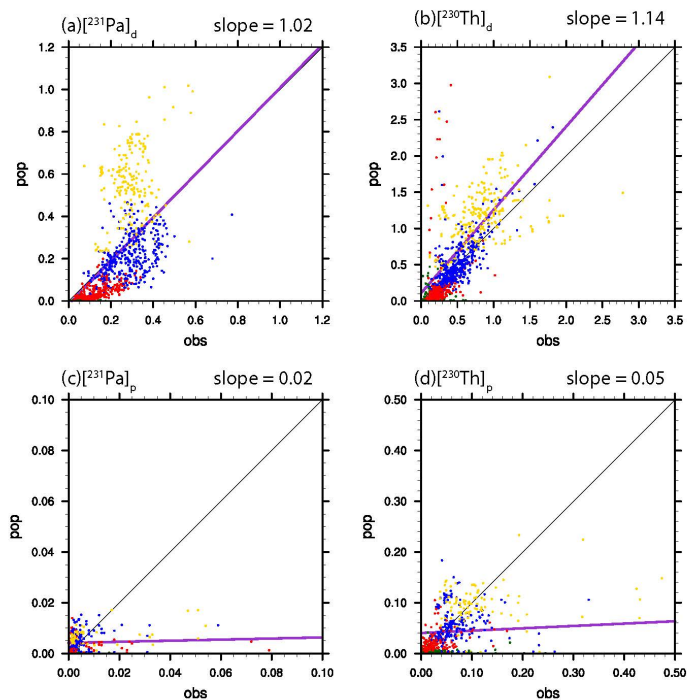 (a)[²³¹Pa]d slope = 1.02
(b)[²³⁰Th]d slope = 1.14
1.2
1.0
0.8
0.6
0.4
0.2
0.0
pop
0.0 0.2 0.4 0.6 0.8 1.0 1.2
obs
3.5
3.0
2.5
2.0
1.5
1.0
0.5
0.0
pop
0.0 0.5 1.0 1.5 2.0 2.5 3.0 3.5
obs
(c)[²³¹Pa]p slope = 0.02
(d)[²³⁰Th]p slope = 0.05
0.10
0.08
0.06
0.04
0.02
0.00
pop
0.00 0.02 0.04 0.06 0.08 0.10
obs
0.50
0.40
0.30
0.20
0.10
0.00
pop
0.00 0.10 0.20 0.30 0.40 0.50
obs